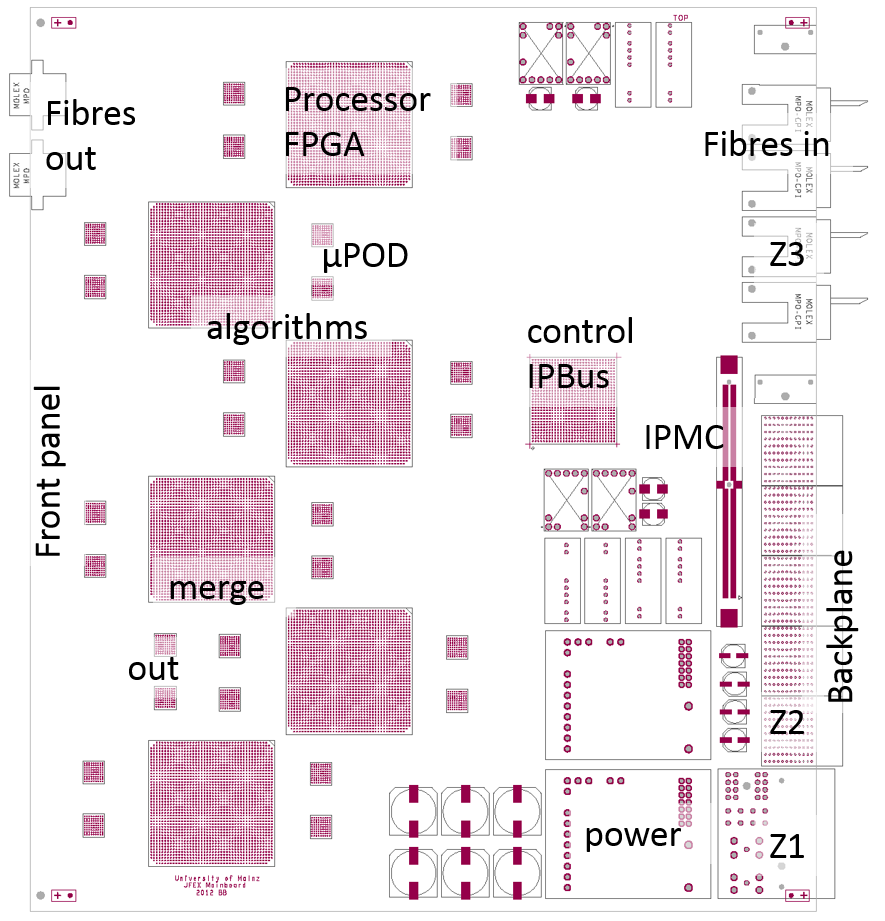 TOP
MOLEX
MPO
Fibres
out
MOLEX
MPO
Processor
FPGA
MOLEX
MPO-CPI
Fibres in
MOLEX
MPO-CPI
µPOD
Z3
MOLEX
MPO-CPI
algorithms
MOLEX
MPO-CPI
control
IPBus
Front panel
IPMC
merge
Backplane
out
Z2
power
Z1
University of Mainz
JFEX Mainboard
2012 BB